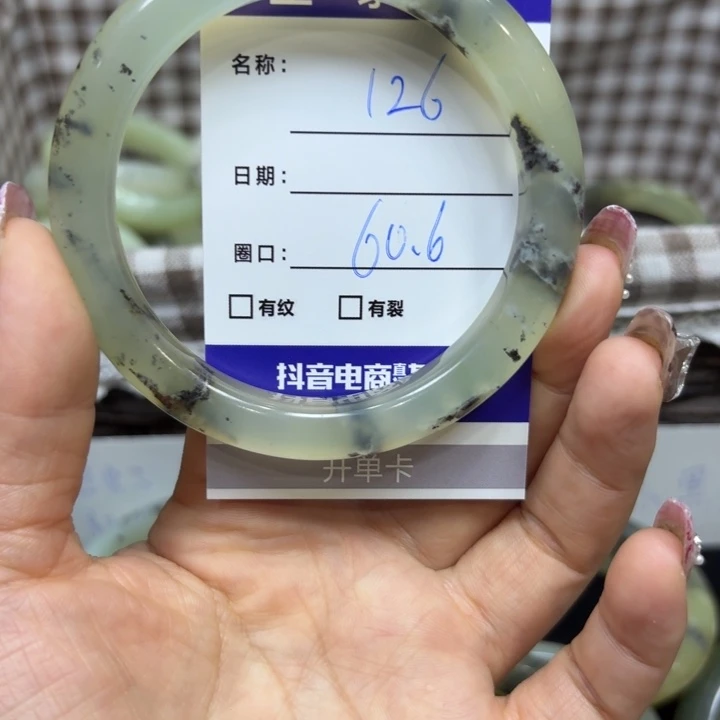 名称: 126
日期:
圈口: 60.6
有纹 有裂
抖音电商
开单卡